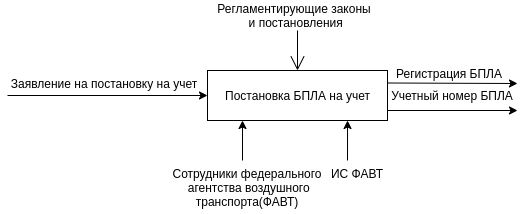 Регламентирующие законы
и постановления
Заявление на постановку на учет
Постановка БПЛА на учет
Регистрация БПЛА
Учетный номер БПЛА
Сотрудники федерального
агентства воздушного
транспорта(ФАВТ)
ИС ФАВТ